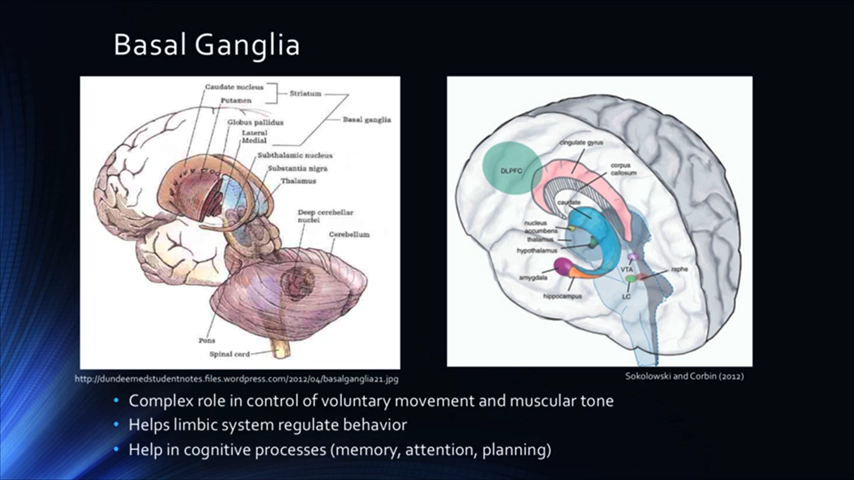 Basal Ganglia
Caudate nucleus
Putamen
Striatum
Globus pallidus
Basal ganglia
Lateral
Medial
Subthalamic nucleus
Substantia nigra
Thalamus
Deep cerebellar
nuclei
Cerebellum
Pons
Spinal cord
DLPFC
cingulate gyrus
corpus
callosum
caudate
nucleus
accumbens
thalamus
hypothalamus
amygdala
hippocampus
VTA
raphe
LC
http://dundeemedstudentnotes.files.wordpress.com/2012/04/basalganglia21.jpg
Sokolowski and Corbin (2012)
• Complex role in control of voluntary movement and muscular tone
• Helps limbic system regulate behavior
• Help in cognitive processes (memory, attention, planning)